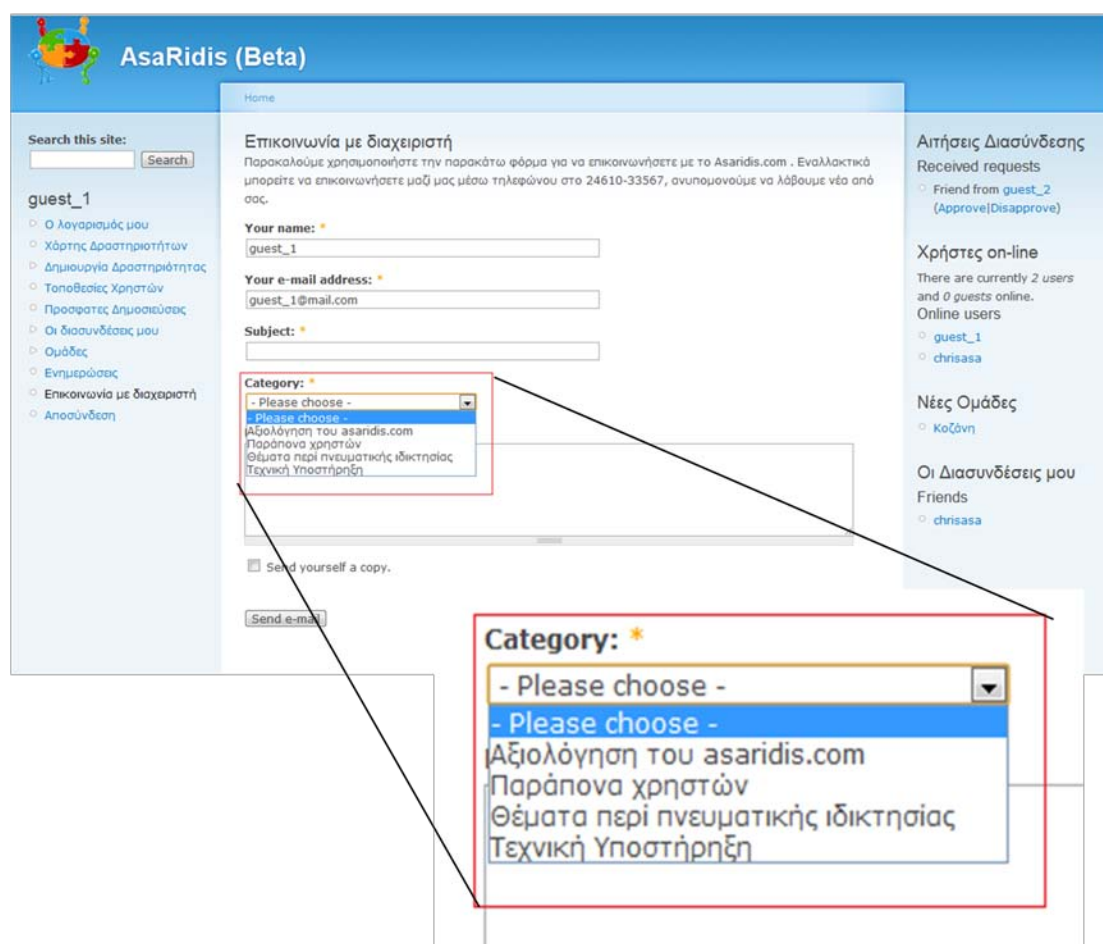 AsaRidis (Beta)
Home
Search this site:
Search
guest_1
Ο λογαρισμός μου
Χάρτης Δραστηριοτήτων
Δημιουργία Δραστηριότητας
Τοποθεσίες Χρηστών
Προσφατες Δημοσιεύσεις
Οι διασυνδέσεις μου
Ομάδες
Ενημερώσεις
Επικοινωνία με διαχειριστή
Αποσύνδεση
Επικοινωνία με διαχειριστή
Παρακαλούμε χρησιμοποιήστε την παρακάτω φόρμα για να επικοινωνήσετε με το Asaridis.com . Εναλλακτικά
μπορείτε να επικοινωνήσετε μαζί μας μέσω τηλεφώνου στο 24610-33567, ανυπομονούμε να λάβουμε νέα από
σας.
Your name: *
guest_1
Your e-mail address: *
guest_1@mail.com
Subject: *
Category: *
- Please choose -
- Please choose -
Αξιολόγηση του asaridis.com
Παράπονα χρηστών
Θέματα περί πνευματικής ιδικτησίας
Τεχνική Υποστήρηξη
Send yourself a copy.
Send e-mail
Αιτήσεις Διασύνδεσης
Received requests
Friend from guest_2
(Approve|Disapprove)
Χρήστες on-line
There are currently 2 users
and 0 guests online.
Online users
guest_1
chrisasa
Νέες Ομάδες
Κοζάνη
Οι Διασυνδέσεις μου
Friends
chrisasa
Category: *
- Please choose -
- Please choose -
Αξιολόγηση του asaridis.com
Παράπονα χρηστών
Θέματα περί πνευματικής ιδικτησίας
Τεχνική Υποστήρηξη